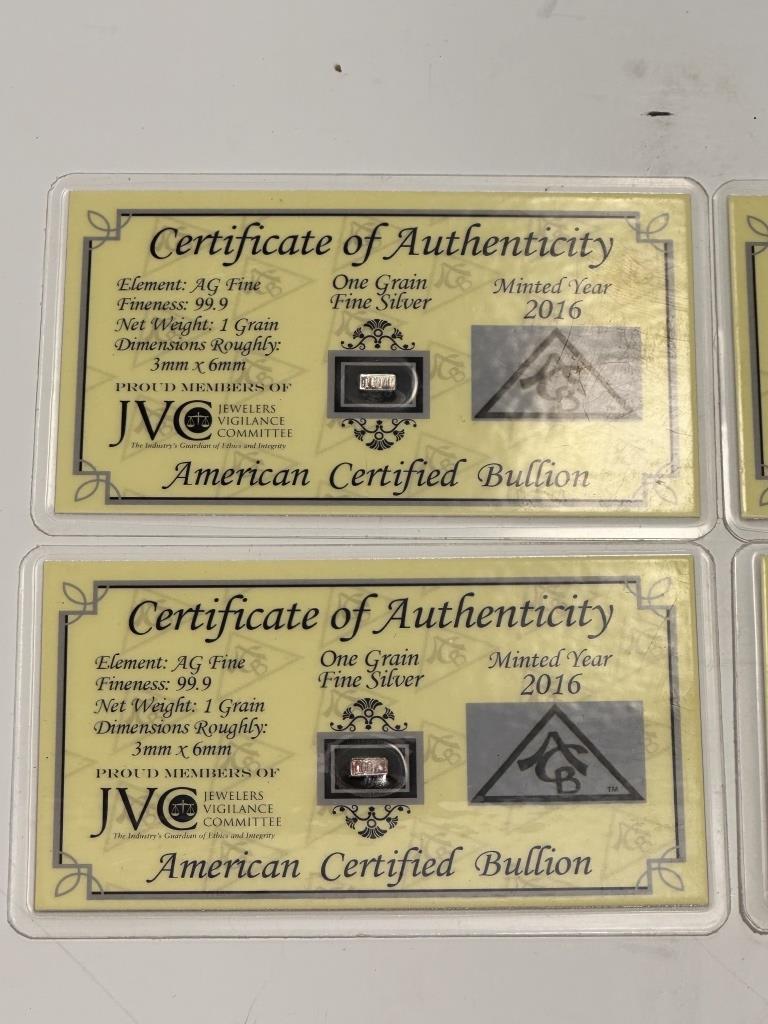 Certificate of Authenticity
Element: AG Fine
Fineness: 99.9
Net Weight: 1 Grain
Dimensions Roughly:
3mm x 6mm
PROUD MEMBERS OF
JVC JEWELERS
VIGILANCE
COMMITTEE
The Industry's Guardian of Ethics and Integrity
One Grain
Fine Silver
Minted Year
2016
ACB
American Certified Bullion
Certificate of Authenticity
Element: AG Fine
Fineness: 99.9
Net Weight: 1 Grain
Dimensions Roughly:
3mm x 6mm
PROUD MEMBERS OF
JVC JEWELERS
VIGILANCE
COMMITTEE
The Industry's Guardian of Ethics and Integrity
One Grain
Fine Silver
Minted Year
2016
ACB
TM
American Certified Bullion